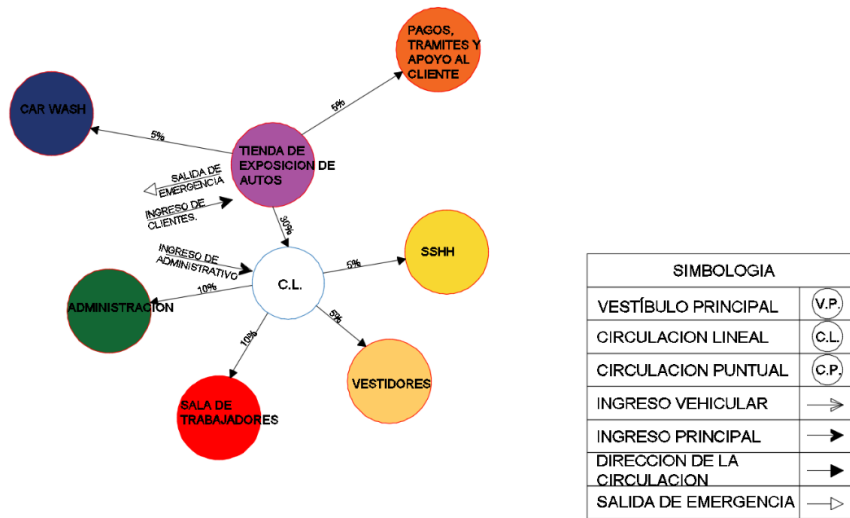 PAGOS,
TRAMITES Y
APOYO AL
CLIENTE
CAR WASH
5%
5%
TIENDA DE
EXPOSICION DE
AUTOS
SALIDA DE
EMERGENCIA
INGRESO DE
CLIENTES.
30%
INGRESO DE
ADMINISTRATIVO
SSHH
5%
C.L.
10%
ADMINISTRACION
5%
10%
VESTIDORES
SALA DE
TRABAJADORES
SIMBOLOGIA
VESTÍBULO PRINCIPAL V.P.
CIRCULACION LINEAL C.L.
CIRCULACION PUNTUAL C.P.
INGRESO VEHICULAR
INGRESO PRINCIPAL
DIRECCION DE LA
CIRCULACION
SALIDA DE EMERGENCIA